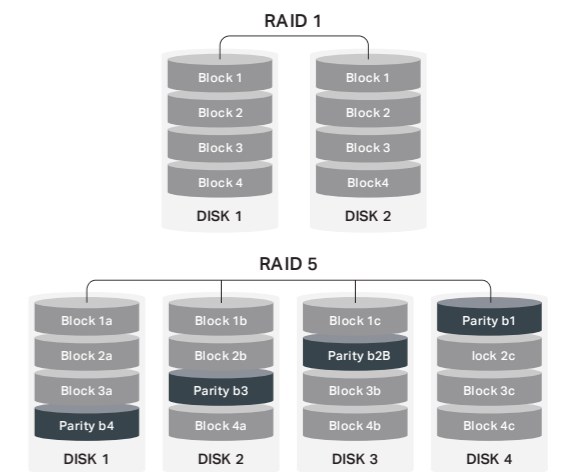 RAID 1
Block 1 Block 1
Block 2 Block 2
Block 3 Block 3
Block 4 Block4
DISK 1 DISK 2
RAID 5
Block 1a Block 1b Block 1c Parity b1
Block 2a Block 2b Parity b2B lock 2c
Block 3a Parity b3 Block 3b Block 3c
Parity b4 Block 4a Block 4b Block 4c
DISK 1 DISK 2 DISK 3 DISK 4